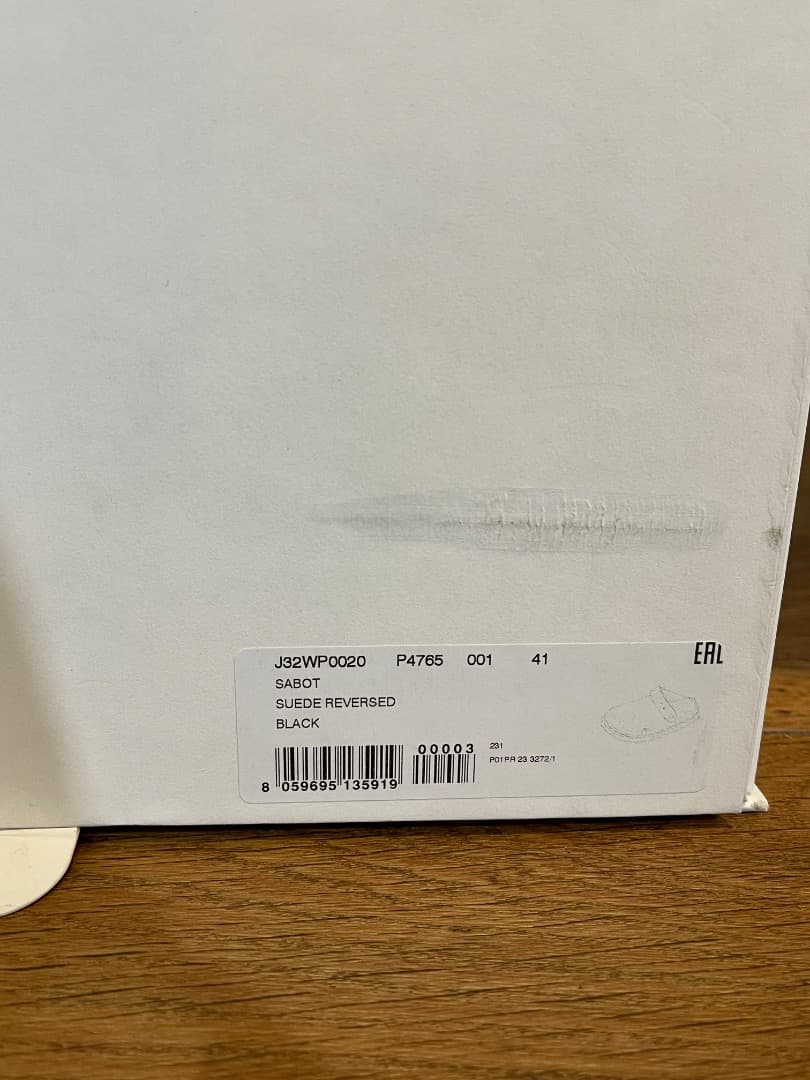 J32WP0020 P4765 001 41
SABOT
SUEDE REVERSED
BLACK
EAC
00003
231
P01PR 23 3272/1
8 059695 135919